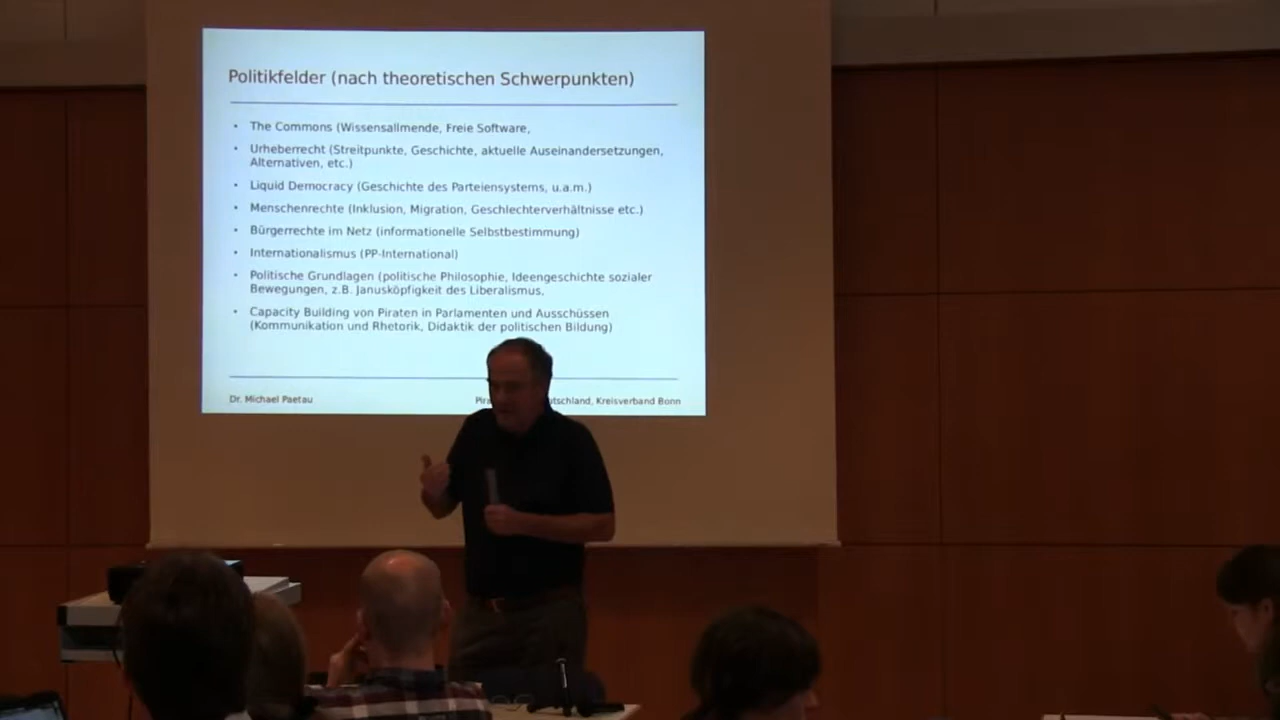 Politikfelder (nach theoretischen Schwerpunkten)
• The Commons (Wissensallmende, Freie Software,
• Urheberrecht (Streitpunkte, Geschichte, aktuelle Auseinandersetzungen,
Alternativen, etc.)
• Liquid Democracy (Geschichte des Parteiensystems, u.a.m.)
• Menschenrechte (Inklusion, Migration, Geschlechterverhältnisse etc.)
• Bürgerrechte im Netz (informationelle Selbstbestimmung)
• Internationalismus (PP-International)
• Politische Grundlagen (politische Philosophie, Ideengeschichte sozialer
Bewegungen, z.B. Janusköpfigkeit des Liberalismus,
• Capacity Building von Piraten in Parlamenten und Ausschüssen
(Kommunikation und Rhetorik, Didaktik der politischen Bildung)
Dr. Michael Paetau
Kreisverband Bonn